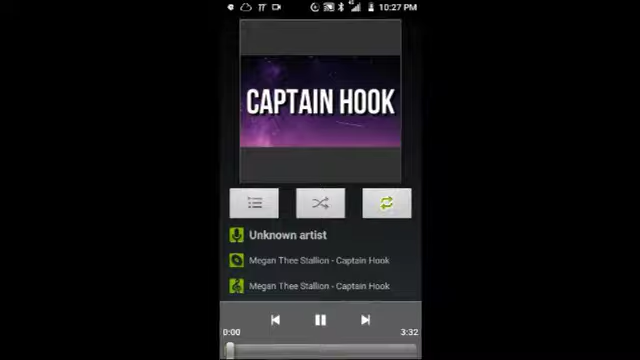 10:27 PM
CAPTAIN HOOK
Unknown artist
Megan Thee Stallion - Captain Hook
Megan Thee Stallion - Captain Hook
0:00
3:32